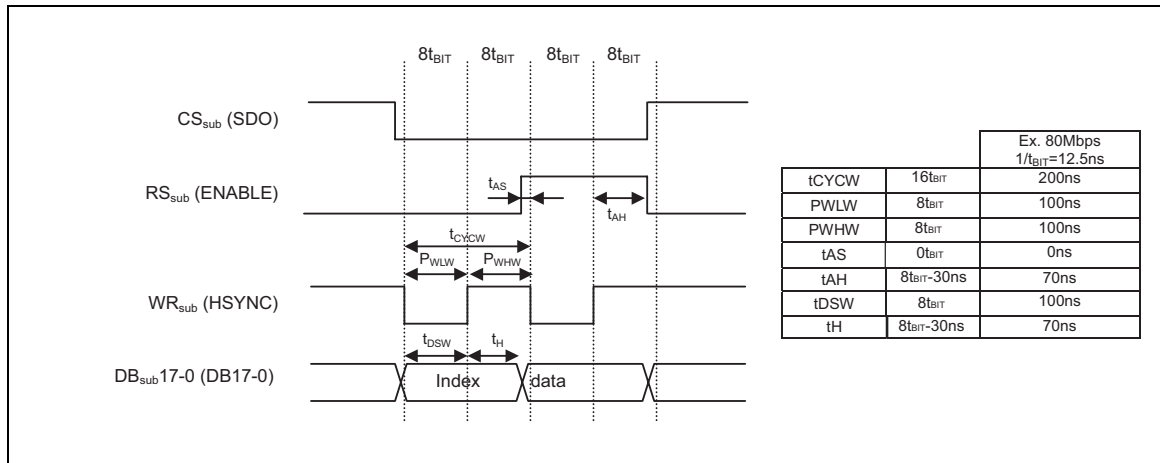 8tBIT 8tBIT 8tBIT 8tBIT
CSsub (SDO)
RSsub (ENABLE)
tAS
tAH
tCYCW
PWLW PWHW
WRsub (HSYNC)
tDSW tH
DBsub17-0 (DB17-0)
Index data
Ex. 80Mbps
1/tBIT=12.5ns
tCYCW 16tBIT 200ns
PWLW 8tBIT 100ns
PWHW 8tBIT 100ns
tAS 0tBIT 0ns
tAH 8tBIT-30ns 70ns
tDSW 8tBIT 100ns
tH 8tBIT-30ns 70ns